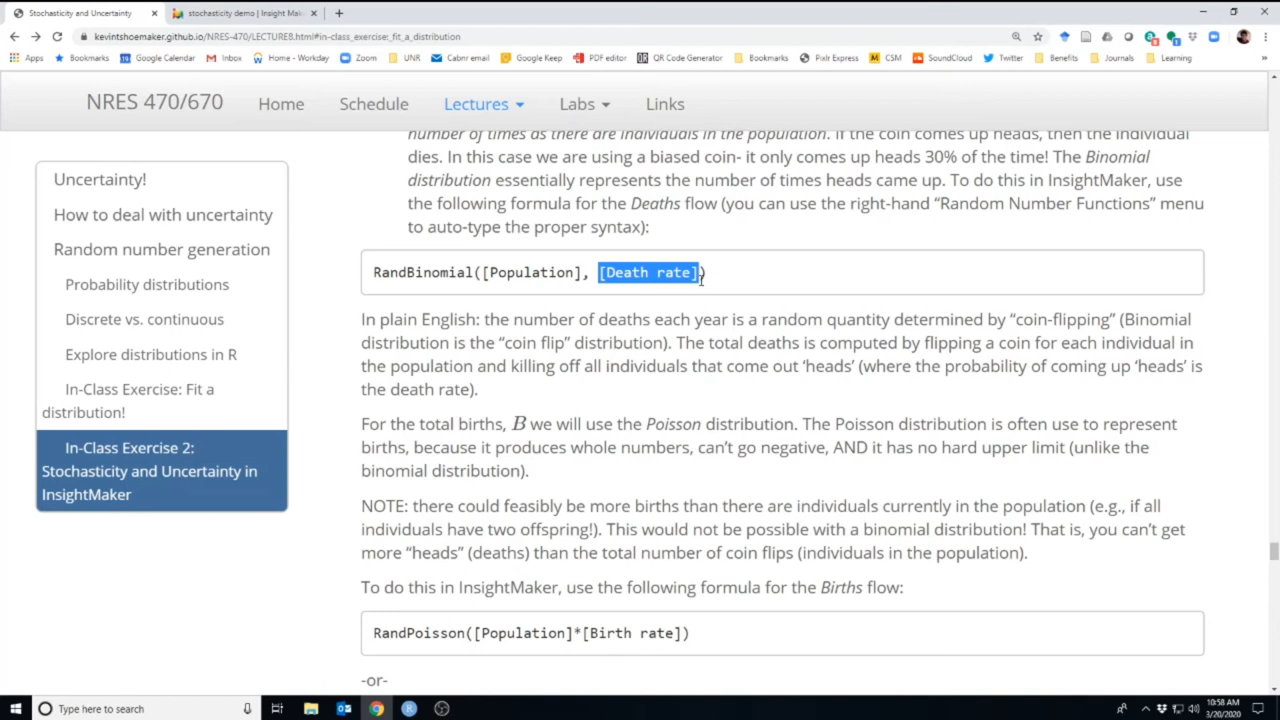 Stochasticity and Uncertainty
stochasticity demo | Insight Mak
kevintshoemaker.github.io/NRES-470/LECTURE8.html#in-class_exercise:_fit_a_distribution
Apps Bookmarks Google Calendar Inbox Home - Workday Zoom UNR Cabnr email Google Keep PDF editor QR Code Generator Bookmarks Pixlr Express CSM SoundCloud Twitter Benefits Journals Learning
NRES 470/670 Home Schedule Lectures Labs Links
Uncertainty!
How to deal with uncertainty
Random number generation
Probability distributions
Discrete vs. continuous
Explore distributions in R
In-Class Exercise: Fit a
distribution!
In-Class Exercise 2:
Stochasticity and Uncertainty in
InsightMaker
number of times as there are individuals in the population. If the coin comes up heads, then the individual
dies. In this case we are using a biased coin- it only comes up heads 30% of the time! The Binomial
distribution essentially represents the number of times heads came up. To do this in InsightMaker, use
the following formula for the Deaths flow (you can use the right-hand “Random Number Functions” menu
to auto-type the proper syntax):
RandBinomial([Population], [Death rate])
In plain English: the number of deaths each year is a random quantity determined by “coin-flipping” (Binomial
distribution is the “coin flip” distribution). The total deaths is computed by flipping a coin for each individual in
the population and killing off all individuals that come out ‘heads’ (where the probability of coming up ‘heads’ is
the death rate).
For the total births, B we will use the Poisson distribution. The Poisson distribution is often use to represent
births, because it produces whole numbers, can’t go negative, AND it has no hard upper limit (unlike the
binomial distribution).
NOTE: there could feasibly be more births than there are individuals currently in the population (e.g., if all
individuals have two offspring!). This would not be possible with a binomial distribution! That is, you can’t get
more “heads” (deaths) than the total number of coin flips (individuals in the population).
To do this in InsightMaker, use the following formula for the Births flow:
RandPoisson([Population]*[Birth rate])
-or-
Type here to search
10:58 AM
3/20/2020